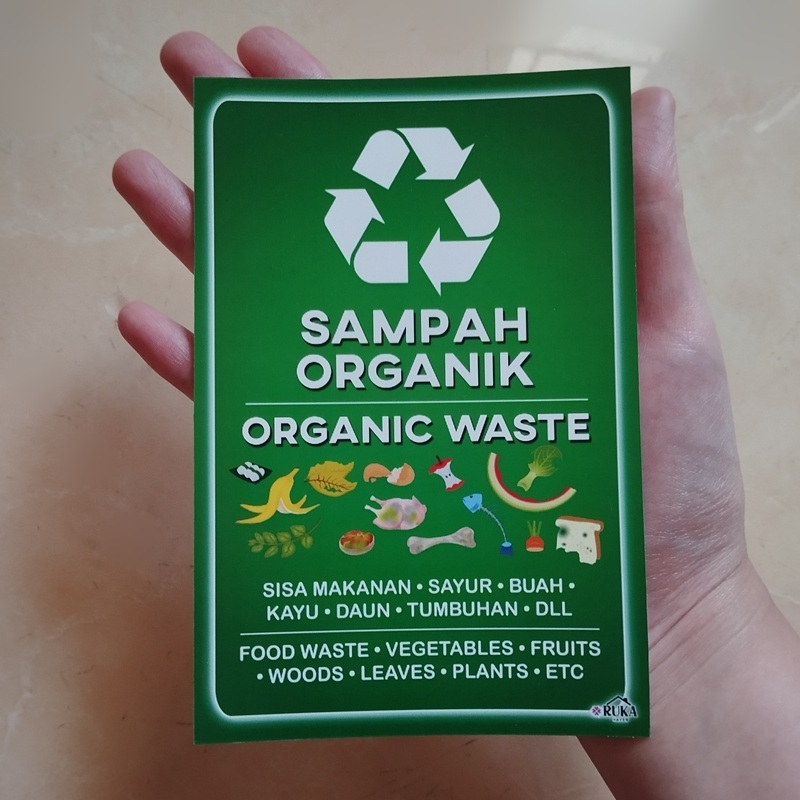 SAMPAH
ORGANIK
ORGANIC WASTE
SISA MAKANAN • SAYUR • BUAH •
KAYU • DAUN • TUMBUHAN • DLL
FOOD WASTE • VEGETABLES • FRUITS
• WOODS • LEAVES • PLANTS • ETC
RUKA